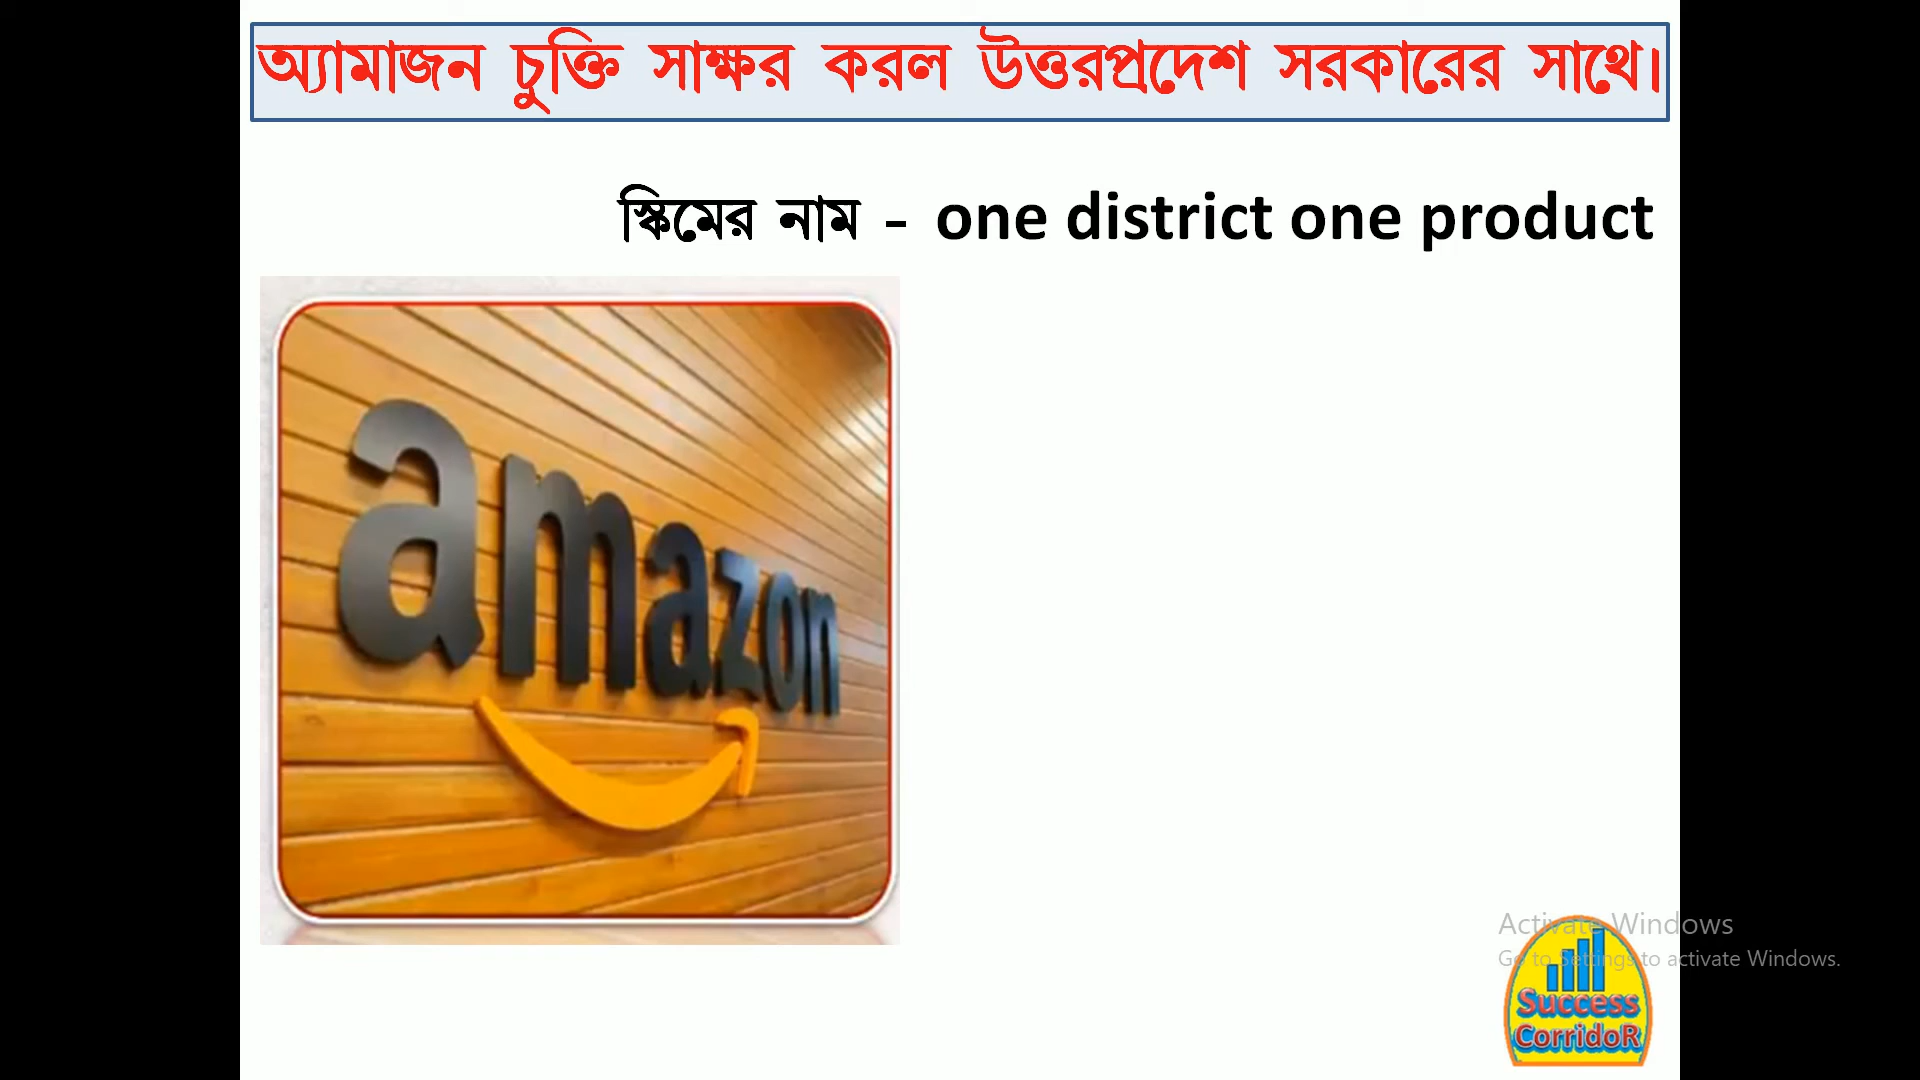 অ্যামাজন চুক্তি সাক্ষর করল উত্তরপ্রদেশ সরকারের সাথে।
স্কিমের নাম - one district one product
amazon
Activate Windows
Go to Settings to activate Windows.
Success
CorridoR